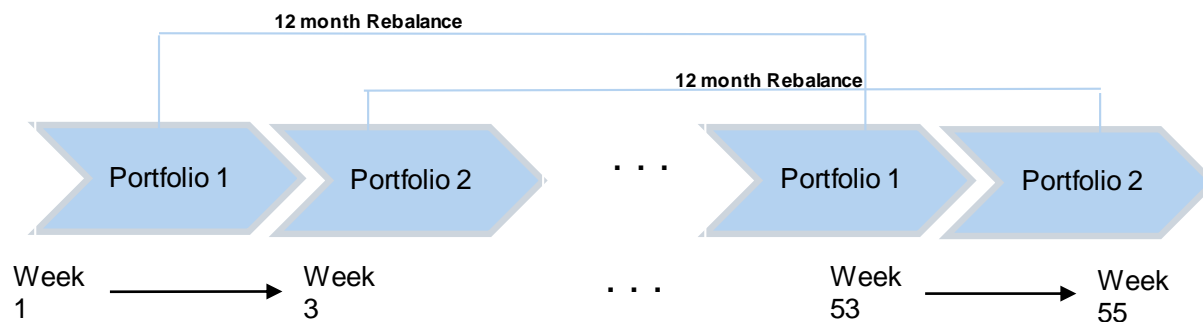 12 month Rebalance
12 month Rebalance
Portfolio 1
Portfolio 2
. . .
Portfolio 1
Portfolio 2
Week
1
Week
3
. . .
Week
53
Week
55